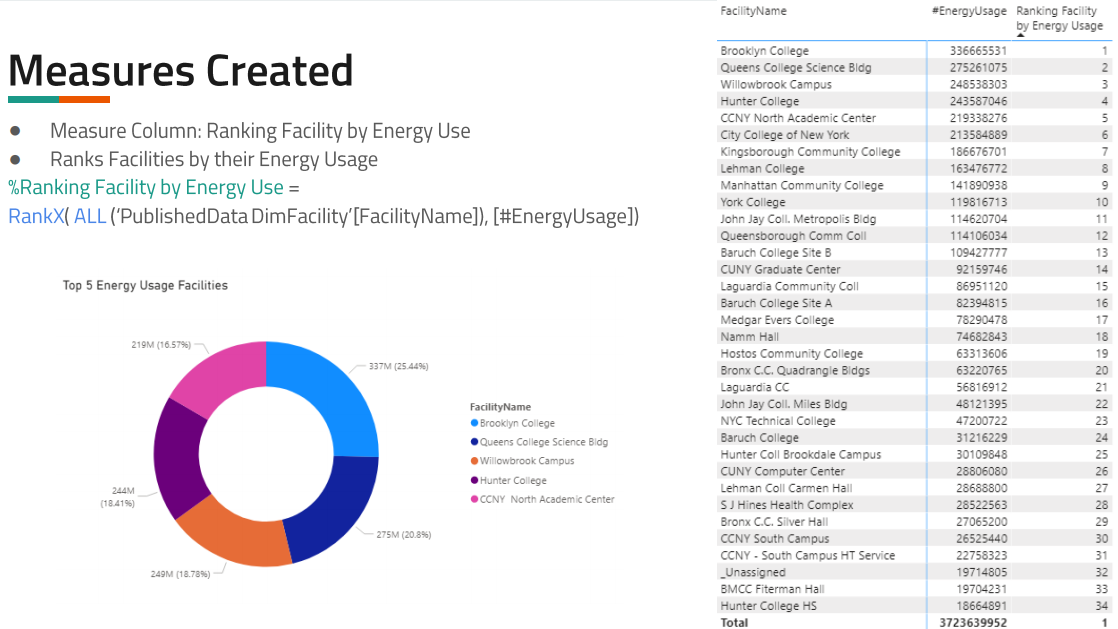 Measures Created
● Measure Column: Ranking Facility by Energy Use
● Ranks Facilities by their Energy Usage
%Ranking Facility by Energy Use =
RankX( ALL (‘PublishedData DimFacility’[FacilityName]), [#EnergyUsage])
Top 5 Energy Usage Facilities
219M (16.57%)
337M (25.44%)
244M
(18.41%)
275M (20.8%)
249M (18.78%)
FacilityName
Brooklyn College
Queens College Science Bldg
Willowbrook Campus
Hunter College
CCNY North Academic Center
FacilityName #EnergyUsage Ranking Facility
by Energy Usage
Brooklyn College 336665531 1
Queens College Science Bldg 275261075 2
Willowbrook Campus 248538303 3
Hunter College 243587046 4
CCNY North Academic Center 219338276 5
City College of New York 213584889 6
Kingsborough Community College 186676701 7
Lehman College 163476772 8
Manhattan Community College 141890938 9
York College 119816713 10
John Jay Coll. Metropolis Bldg 114620704 11
Queensborough Comm Coll 114106034 12
Baruch College Site B 109427777 13
CUNY Graduate Center 92159746 14
Laguardia Community Coll 86951120 15
Baruch College Site A 82394815 16
Medgar Evers College 78290478 17
Namm Hall 74682843 18
Hostos Community College 63313606 19
Bronx C.C. Quadrangle Bldgs 63220765 20
Laguardia CC 56816912 21
John Jay Coll. Miles Bldg 48121395 22
NYC Technical College 47200722 23
Baruch College 31216229 24
Hunter Coll Brookdale Campus 30109848 25
CUNY Computer Center 28806080 26
Lehman Coll Carmen Hall 28688800 27
S J Hines Health Complex 28522563 28
Bronx C.C. Silver Hall 27065200 29
CCNY South Campus 26525440 30
CCNY - South Campus HT Service 22758323 31
_Unassigned 19714805 32
BMCC Fiterman Hall 19704231 33
Hunter College HS 18664891 34
Total 3723639952 1